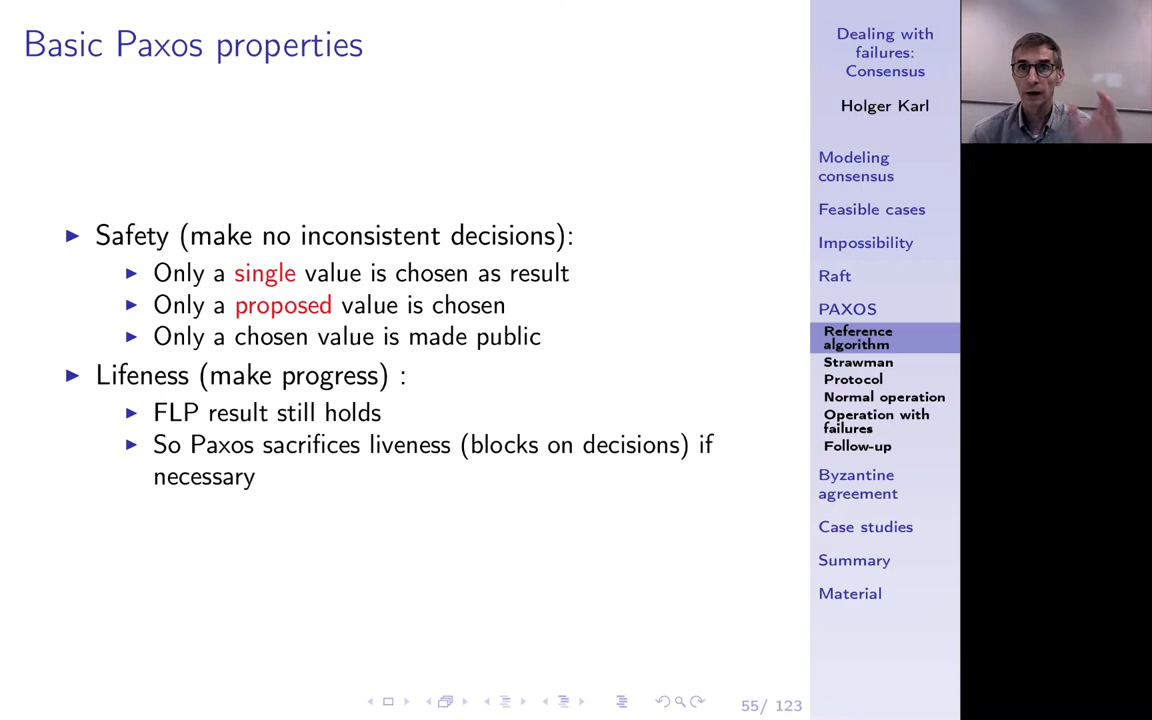 Basic Paxos properties
Safety (make no inconsistent decisions):
Only a single value is chosen as result
Only a proposed value is chosen
Only a chosen value is made public
Lifeness (make progress) :
FLP result still holds
So Paxos sacrifices liveness (blocks on decisions) if
necessary
Dealing with
failures:
Consensus
Holger Karl
Modeling
consensus
Feasible cases
Impossibility
Raft
PAXOS
Reference
algorithm
Strawman
Protocol
Normal operation
Operation with
failures
Follow-up
Byzantine
agreement
Case studies
Summary
Material
55/ 123